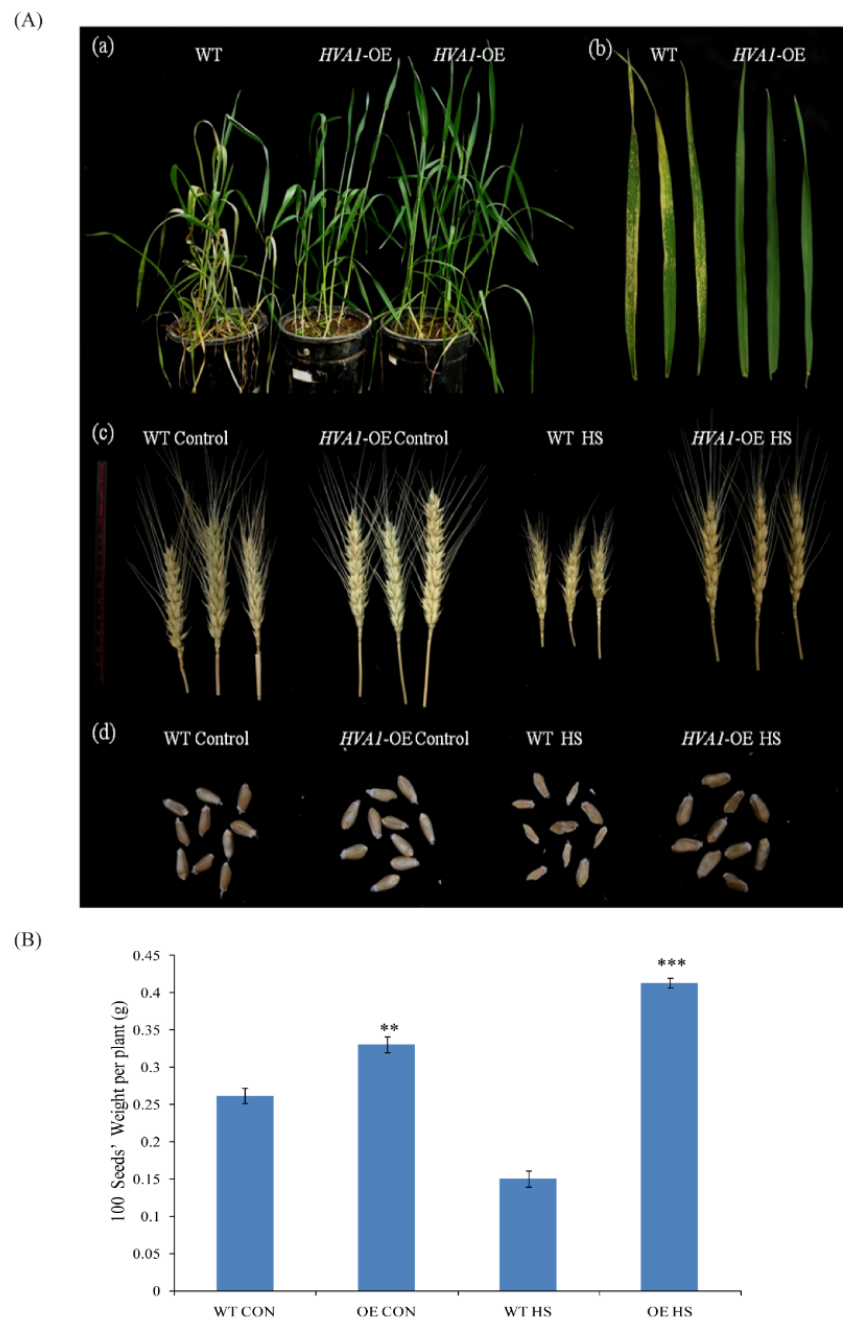 (A)
(a) WT HVA1-OE HVA1-OE
(b) WT HVA1-OE
(c) WT Control HVA1-OE Control WT HS HVA1-OE HS
(d) WT Control HVA1-OE Control WT HS HVA1-OE HS
(B)
100 Seeds' Weight per plant (g)
0.45
0.4
0.35
0.3
0.25
0.2
0.15
0.1
0.05
0
**
***
WT CON OE CON WT HS OE HS